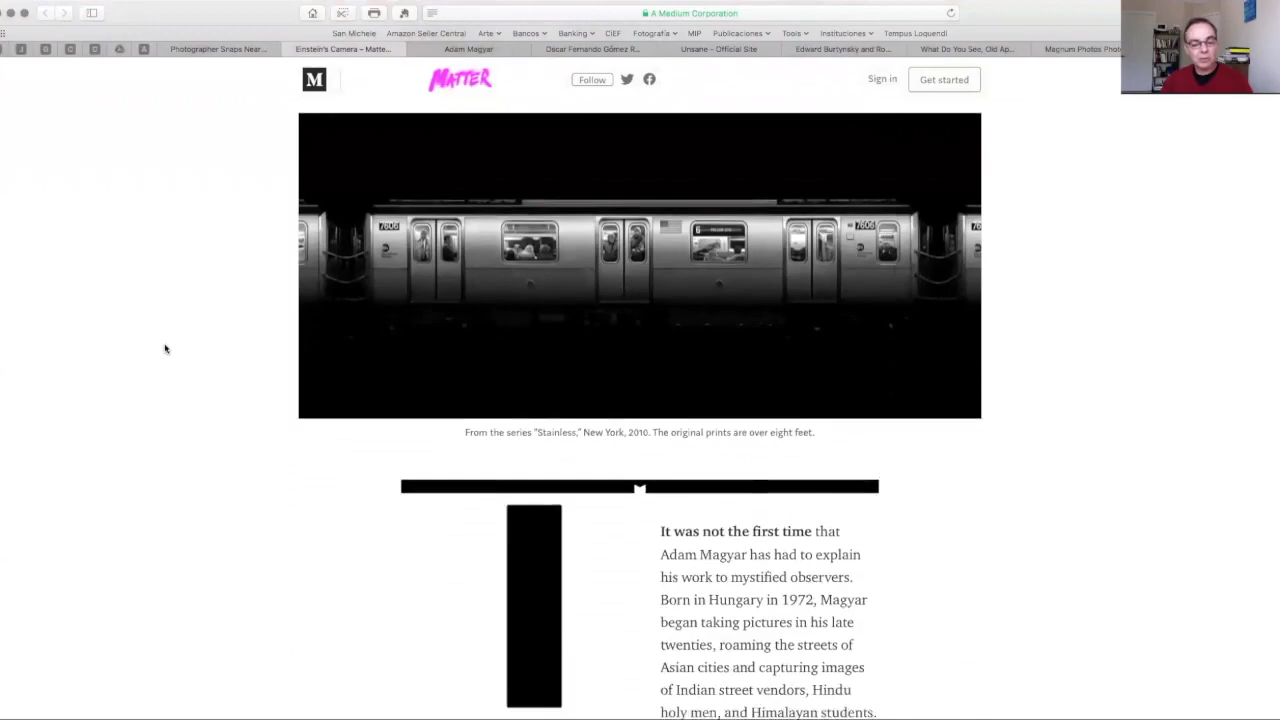 A Medium Corporation
San Michele Amazon Seller Central Arte Bancos Banking CiEF Fotografía MIP Publicaciones Tools Instituciones Tempus Loquendi
Photographer Snaps Near... Einstein's Camera – Matte... Adam Magyar Oscar Fernando Gómez R... Unsane - Official Site Edward Burtynsky and Ro... What Do You See, Old Ap... Magnum Photos Phot
M MATTER Follow Sign in Get started
7606 6 7606
From the series "Stainless," New York, 2010. The original prints are over eight feet.
I
It was not the first time that
Adam Magyar has had to explain
his work to mystified observers.
Born in Hungary in 1972, Magyar
began taking pictures in his late
twenties, roaming the streets of
Asian cities and capturing images
of Indian street vendors, Hindu
holy men, and Himalayan students.